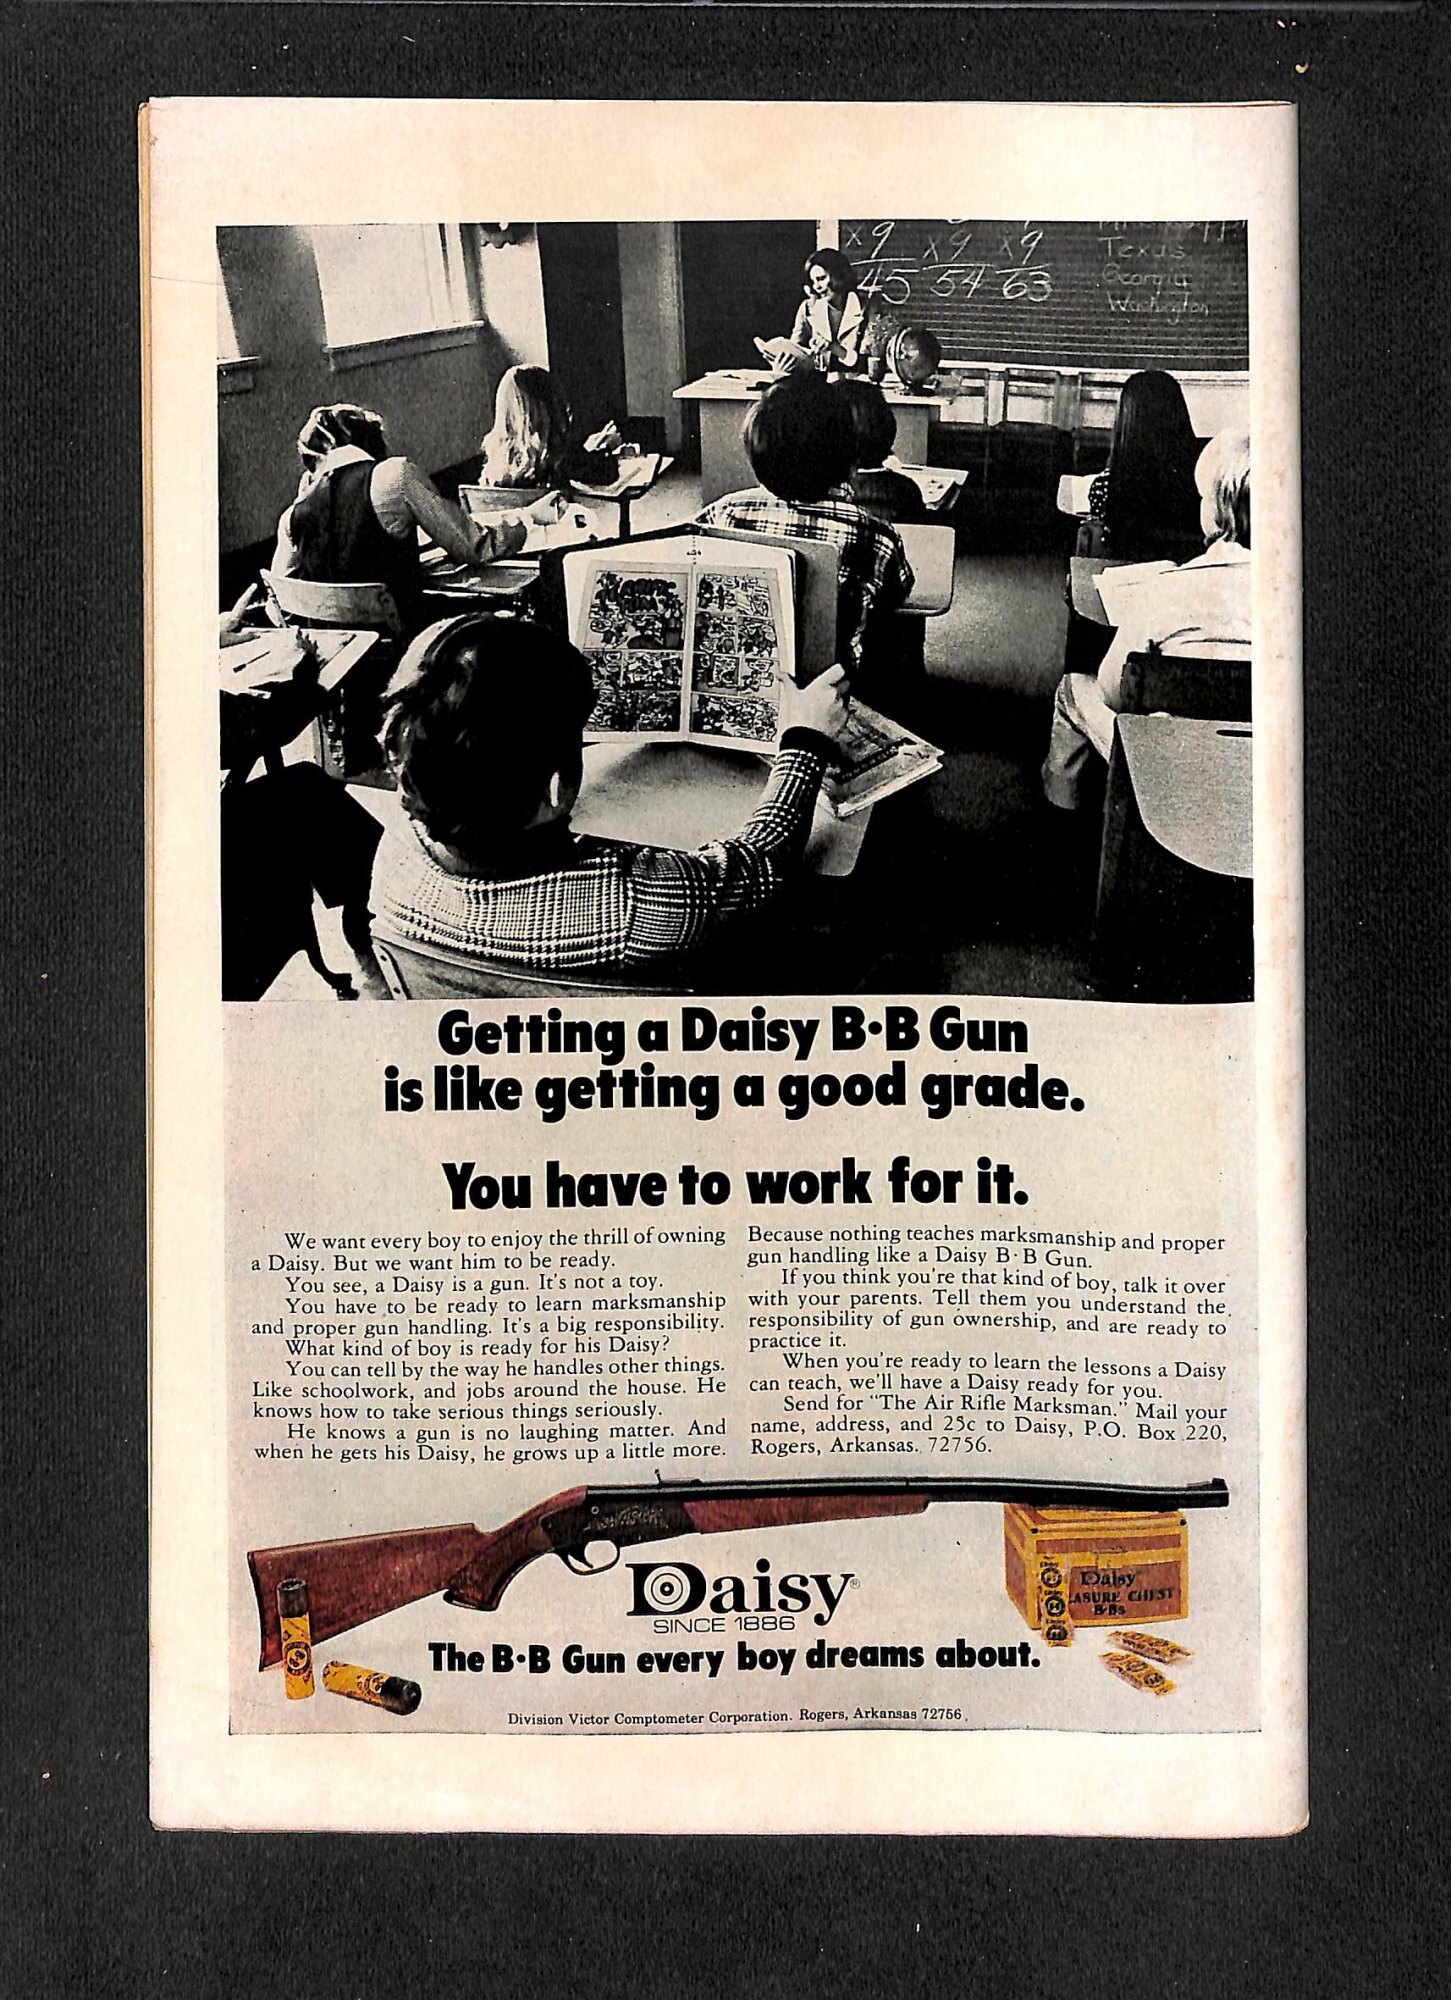 x9 x9 x9
45 54 63
Texas
Georgia
Washington
Getting a Daisy B·B Gun
is like getting a good grade.
You have to work for it.
We want every boy to enjoy the thrill of owning
a Daisy. But we want him to be ready.
You see, a Daisy is a gun. It's not a toy.
You have to be ready to learn marksmanship
and proper gun handling. It's a big responsibility.
What kind of boy is ready for his Daisy?
You can tell by the way he handles other things.
Like schoolwork, and jobs around the house. He
knows how to take serious things seriously.
He knows a gun is no laughing matter. And
when he gets his Daisy, he grows up a little more.
Because nothing teaches marksmanship and proper
gun handling like a Daisy B·B Gun.
If you think you're that kind of boy, talk it over
with your parents. Tell them you understand the
responsibility of gun ownership, and are ready to
practice it.
When you're ready to learn the lessons a Daisy
can teach, we'll have a Daisy ready for you.
Send for "The Air Rifle Marksman." Mail your
name, address, and 25c to Daisy, P.O. Box 220,
Rogers, Arkansas. 72756.
Daisy®
SINCE 1886
Daisy
ASURE CHEST
B·Bs
The B·B Gun every boy dreams about.
Division Victor Comptometer Corporation. Rogers, Arkansas 72756.